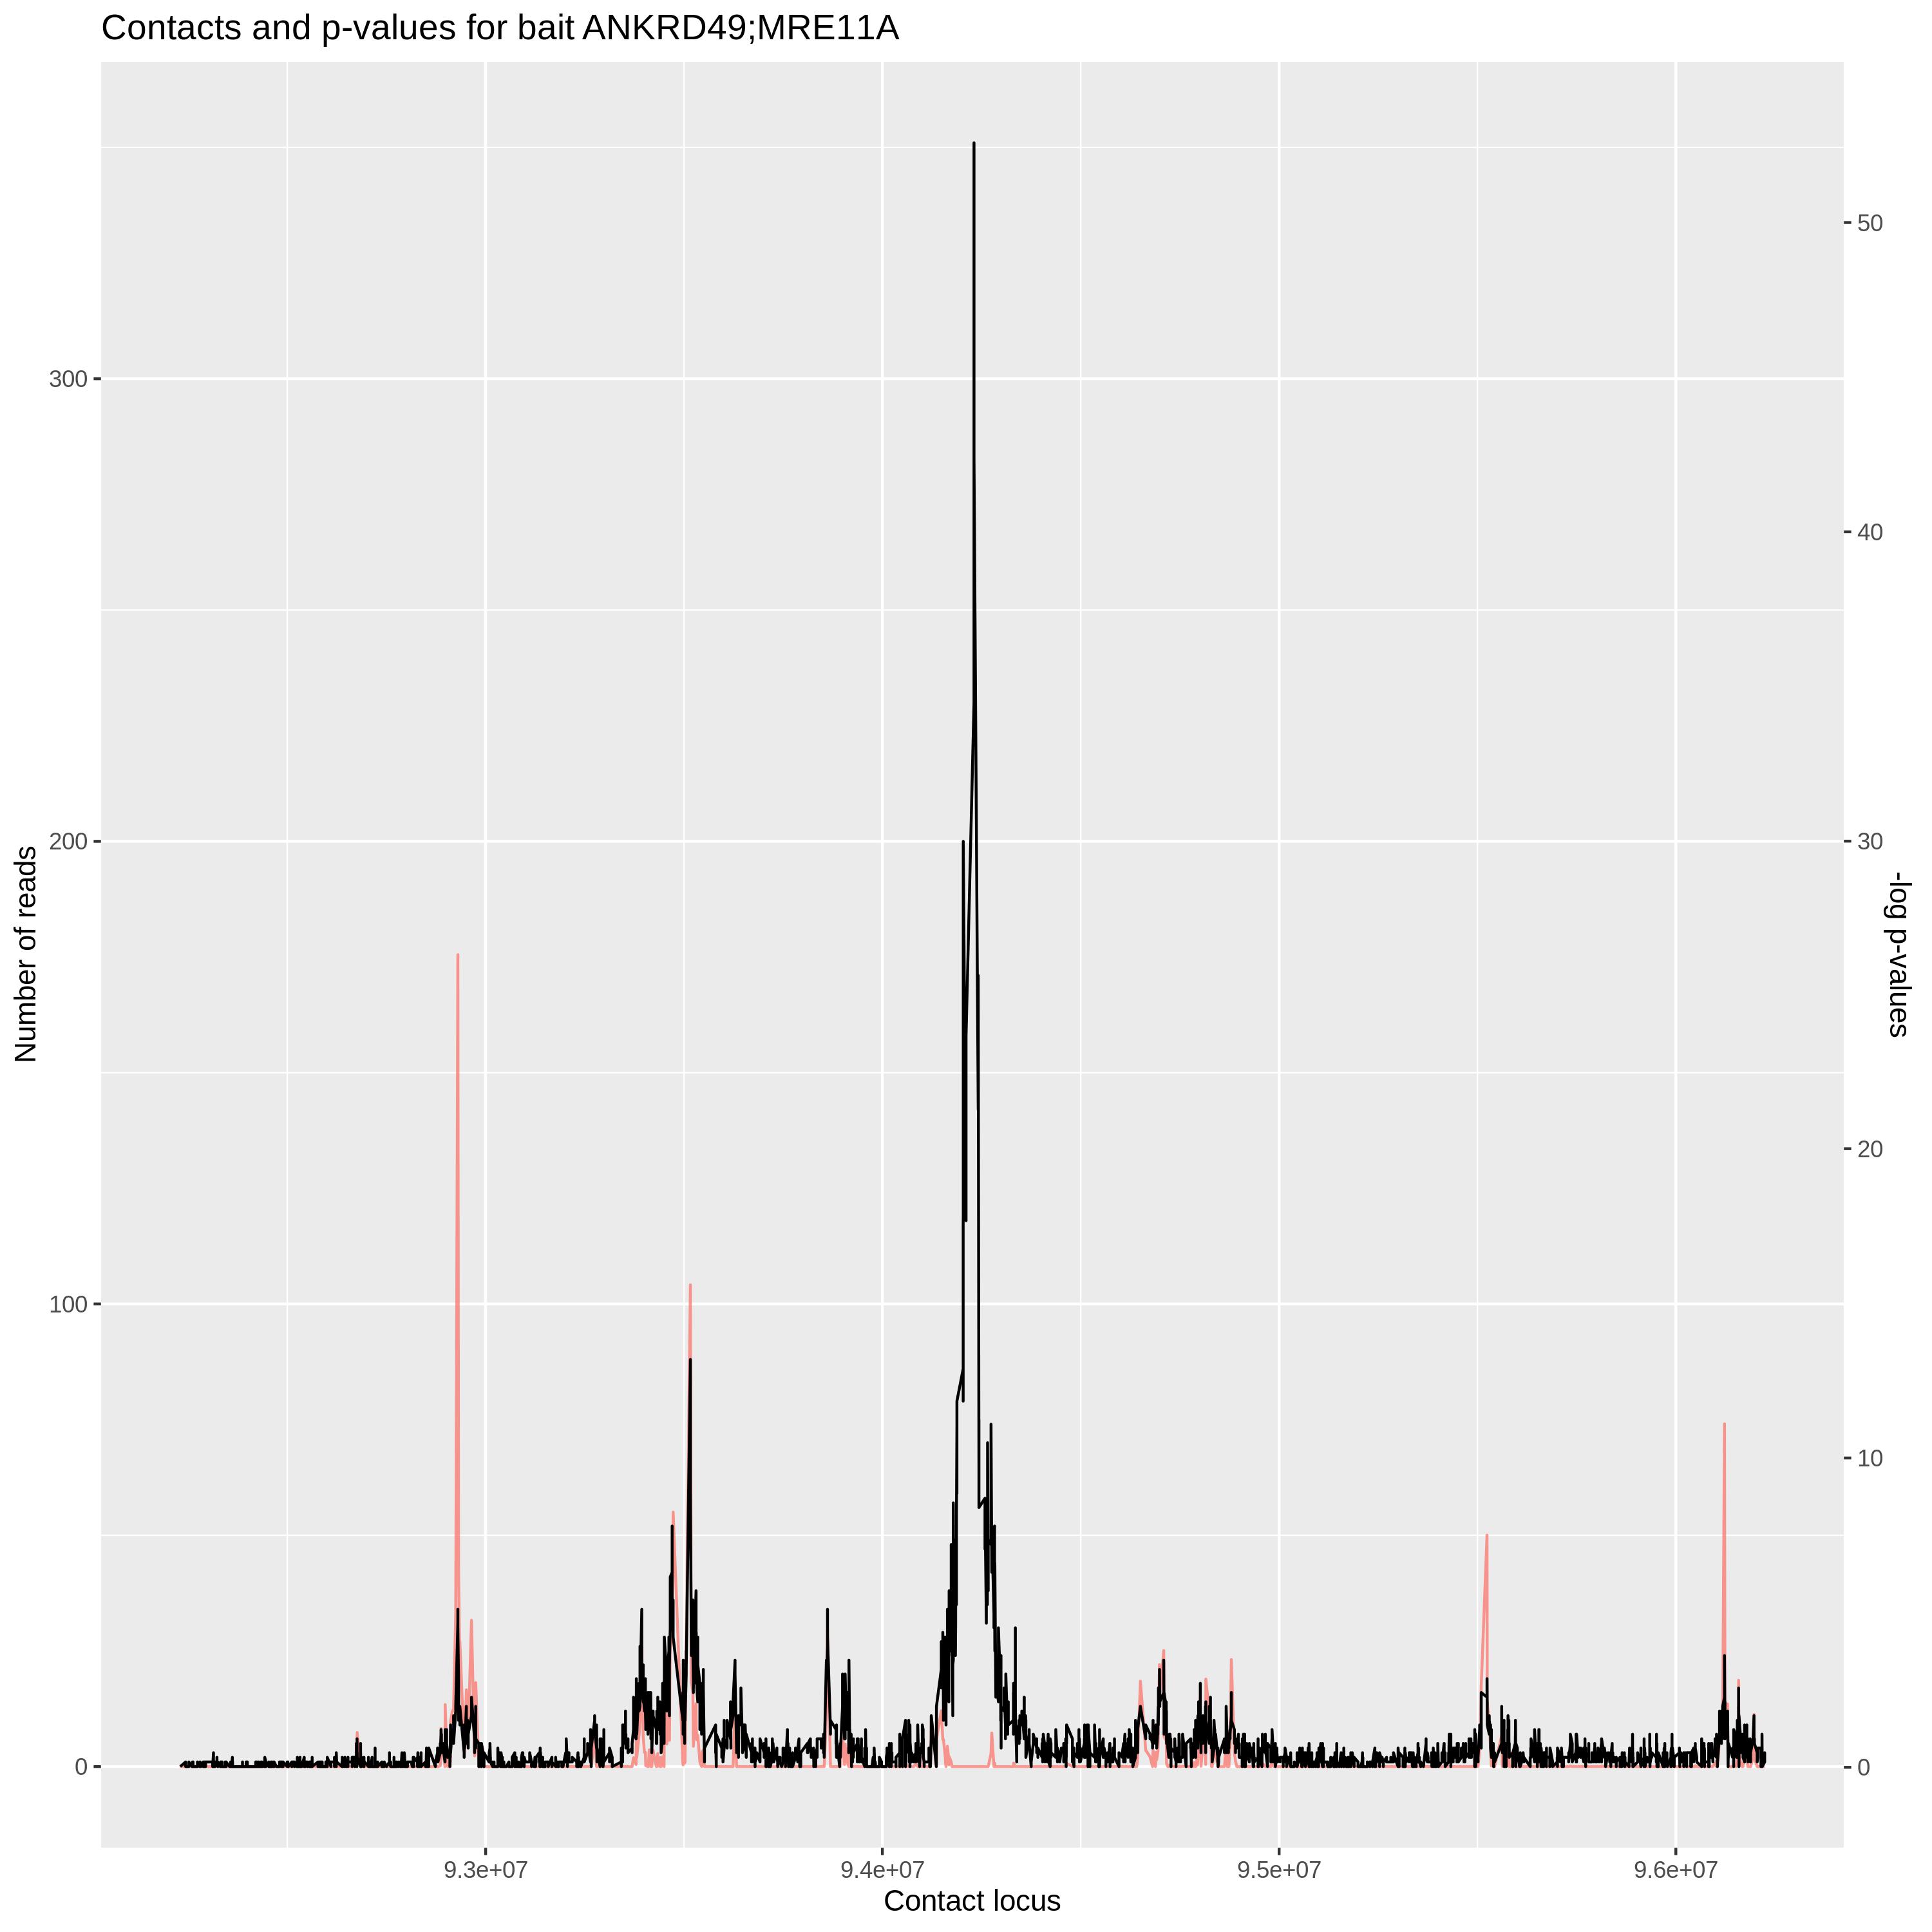 Contacts and p-values for bait ANKRD49;MRE11A
Number of reads
300
200
100
0
50
40
30
20
10
0
-log p-values
9.3e+07 9.4e+07 9.5e+07 9.6e+07
Contact locus